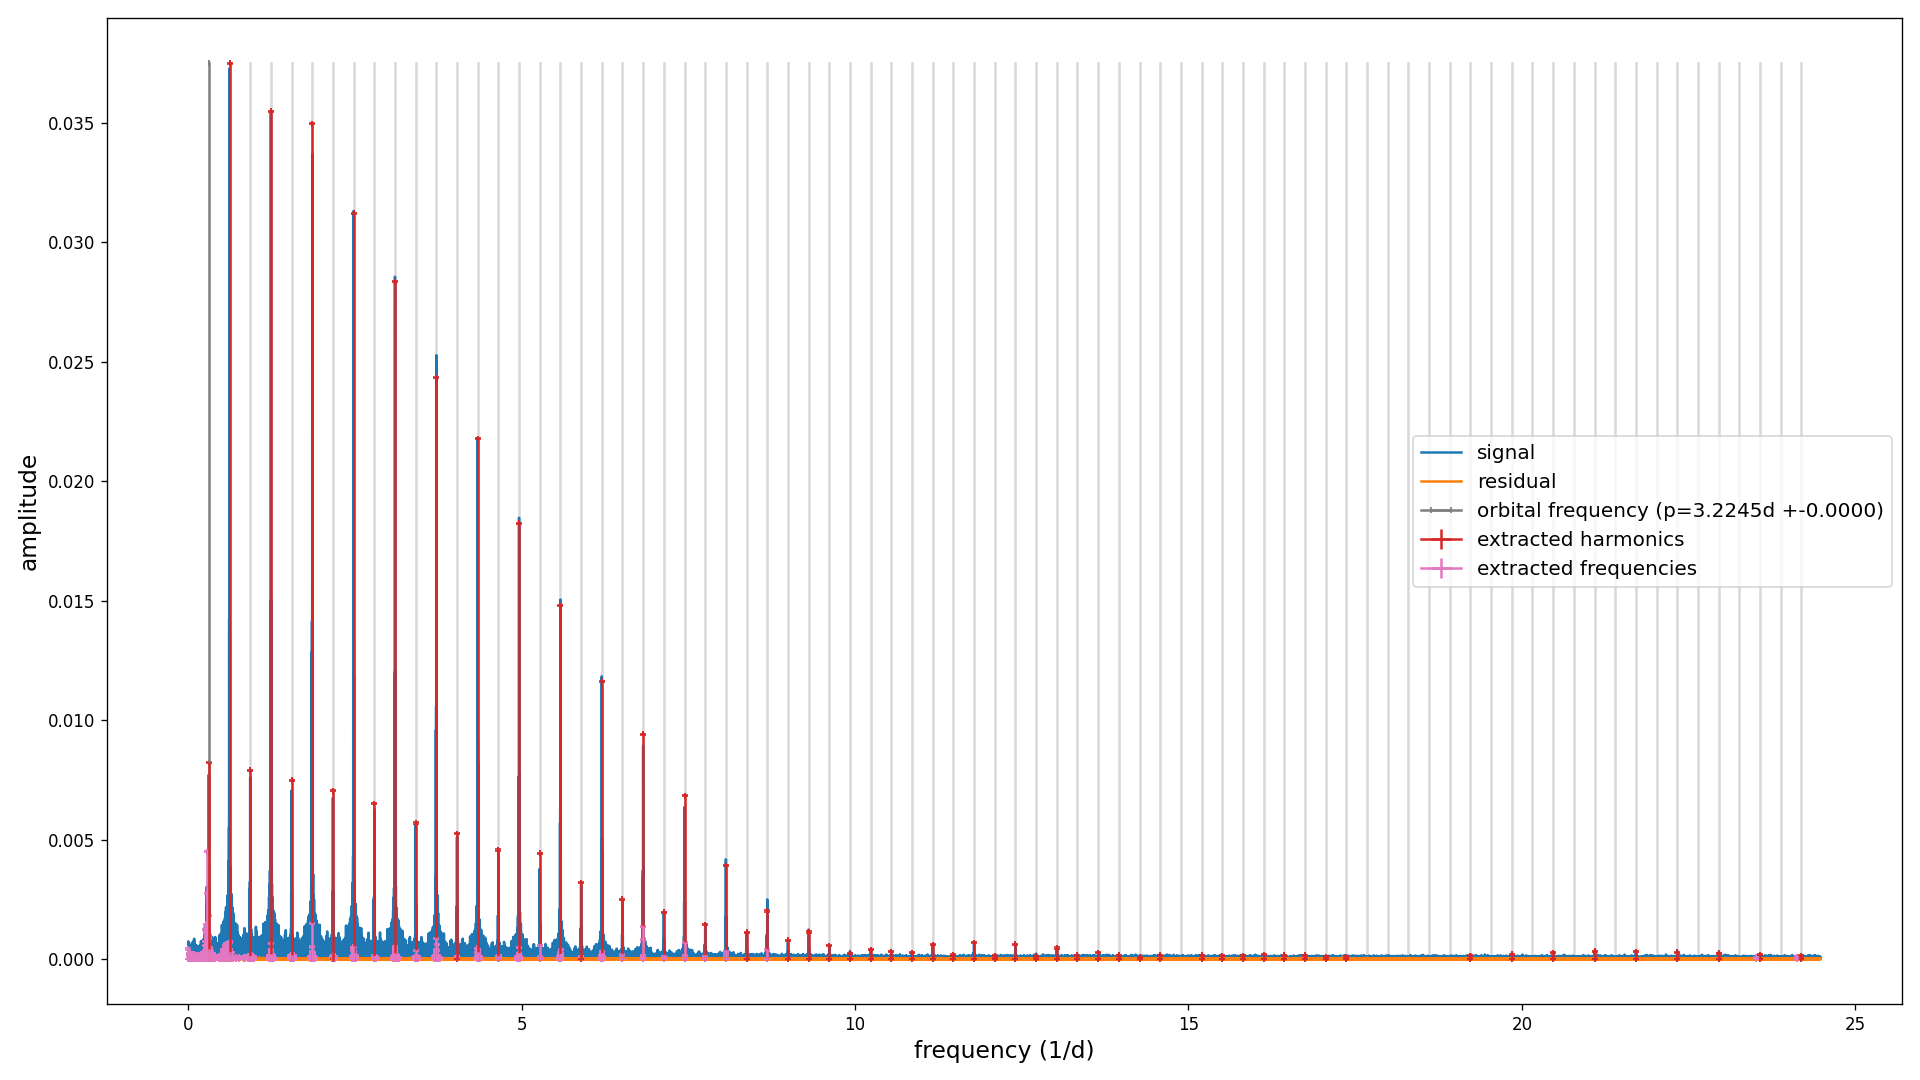 0.035
0.030
0.025
0.020
0.015
0.010
0.005
0.000
amplitude
signal
residual
orbital frequency (p=3.2245d +-0.0000)
extracted harmonics
extracted frequencies
0 5 10 15 20 25
frequency (1/d)